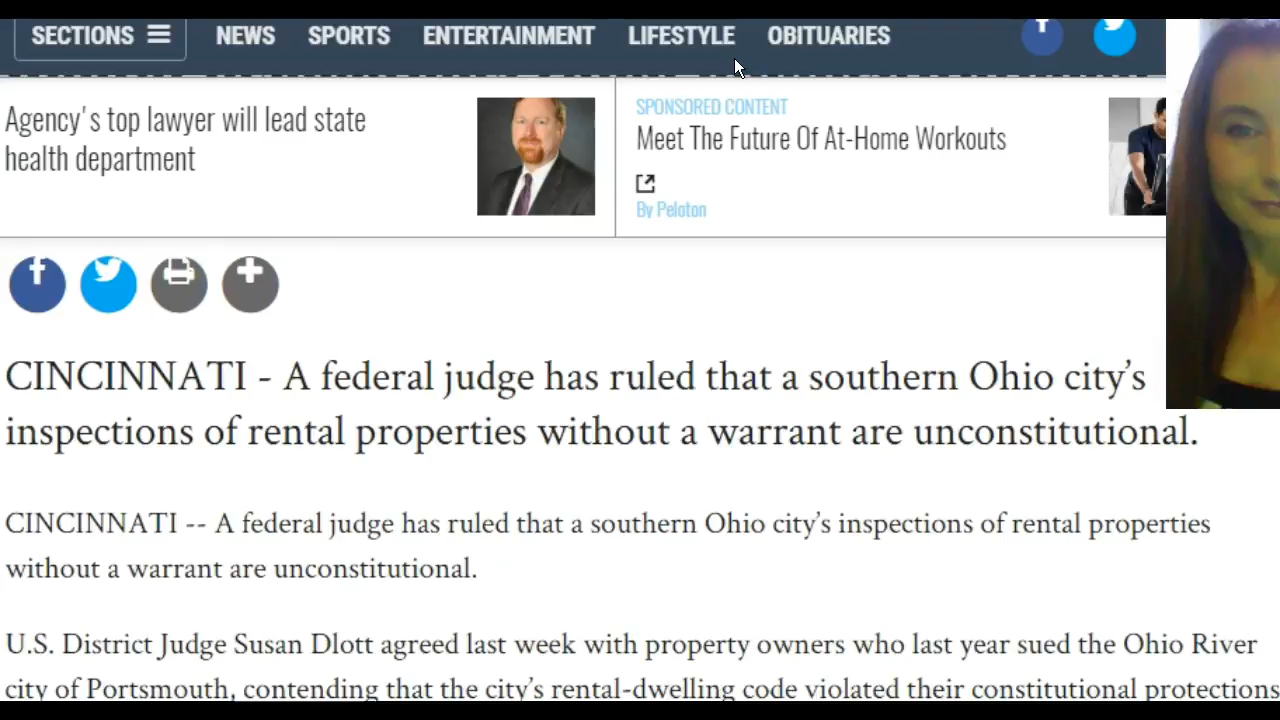 SECTIONS NEWS SPORTS ENTERTAINMENT LIFESTYLE OBITUARIES
Agency's top lawyer will lead state
health department
SPONSORED CONTENT
Meet The Future Of At-Home Workouts
By Peloton
CINCINNATI - A federal judge has ruled that a southern Ohio city’s
inspections of rental properties without a warrant are unconstitutional.
CINCINNATI -- A federal judge has ruled that a southern Ohio city’s inspections of rental properties
without a warrant are unconstitutional.
U.S. District Judge Susan Dlott agreed last week with property owners who last year sued the Ohio River
city of Portsmouth, contending that the city’s rental-dwelling code violated their constitutional protections